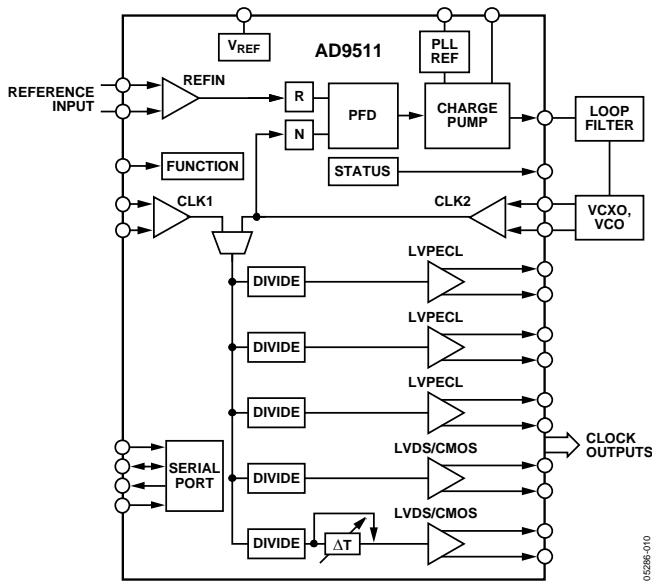 V_REF
AD9511
PLL
REF
REFERENCE
INPUT
REFIN
R
PFD
CHARGE
PUMP
LOOP
FILTER
N
FUNCTION
STATUS
CLK1
CLK2
VCXO,
VCO
LVPECL
DIVIDE
LVPECL
DIVIDE
LVPECL
DIVIDE
CLOCK
OUTPUTS
SERIAL
PORT
LVDS/CMOS
DIVIDE
LVDS/CMOS
DIVIDE
ΔT
05286-010